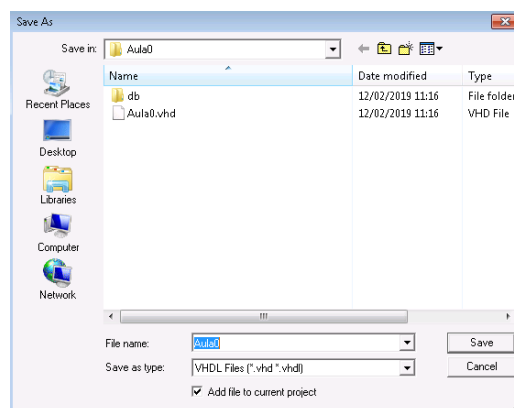 Save As
Save in: Aula0
Name Date modified Type
db 12/02/2019 11:16 File folder
Aula0.vhd 12/02/2019 11:16 VHD File
Recent Places
Desktop
Libraries
Computer
Network
File name: Aula0 Save
Save as type: VHDL Files (*.vhd *.vhdl) Cancel
Add file to current project